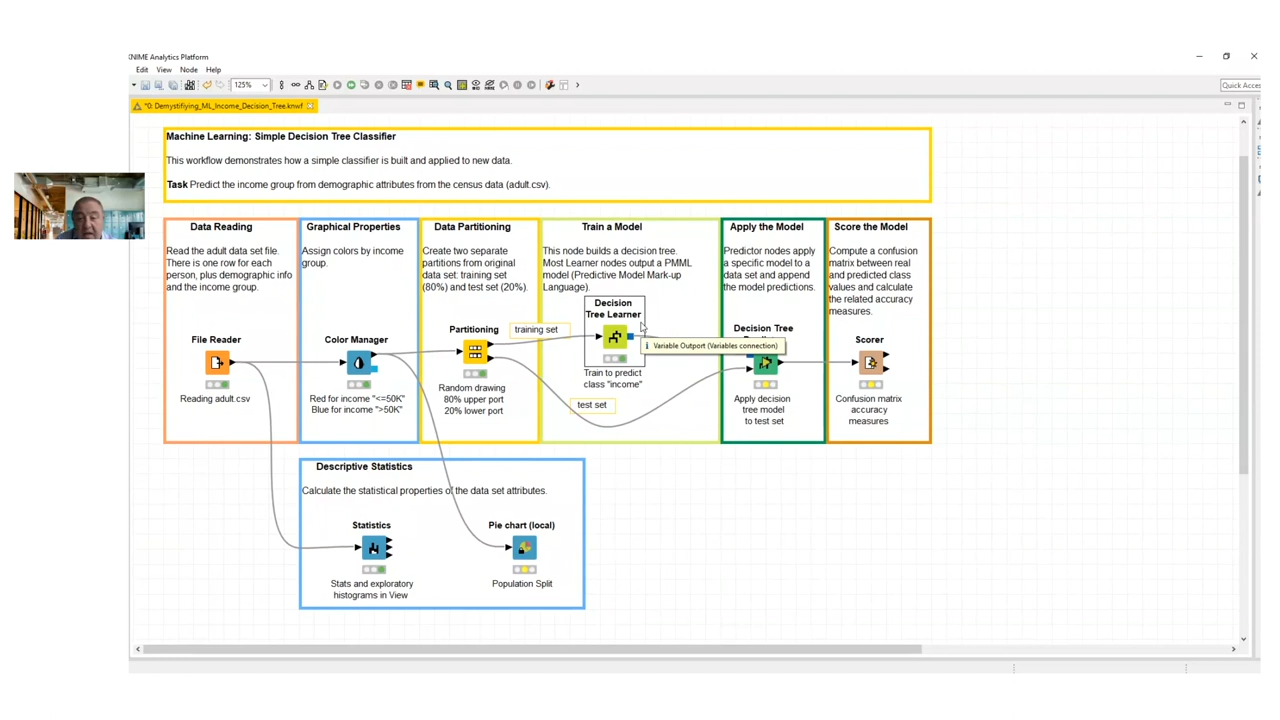 KNIME Analytics Platform
Edit View Node Help
125%
Quick Acces
*0: Demystifiying_ML_Income_Decision_Tree.knwf
Machine Learning: Simple Decision Tree Classifier
This workflow demonstrates how a simple classifier is built and applied to new data.
Task Predict the income group from demographic attributes from the census data (adult.csv).
Data Reading
Read the adult data set file.
There is one row for each
person, plus demographic info
and the income group.
File Reader
Reading adult.csv
Graphical Properties
Assign colors by income
group.
Color Manager
Red for income "<=50K"
Blue for income ">50K"
Data Partitioning
Create two separate
partitions from original
data set: training set
(80%) and test set (20%).
Partitioning
Random drawing
80% upper port
20% lower port
training set
test set
Train a Model
This node builds a decision tree.
Most Learner nodes output a PMML
model (Predictive Model Mark-up
Language).
Decision
Tree Learner
Variable Outport (Variables connection)
Train to predict
class "income"
Apply the Model
Predictor nodes apply
a specific model to a
data set and append
the model predictions.
Decision Tree
Apply decision
tree model
to test set
Score the Model
Compute a confusion
matrix between real
and predicted class
values and calculate
the related accuracy
measures.
Scorer
Confusion matrix
accuracy
measures
Descriptive Statistics
Calculate the statistical properties of the data set attributes.
Statistics
Stats and exploratory
histograms in View
Pie chart (local)
Population Split